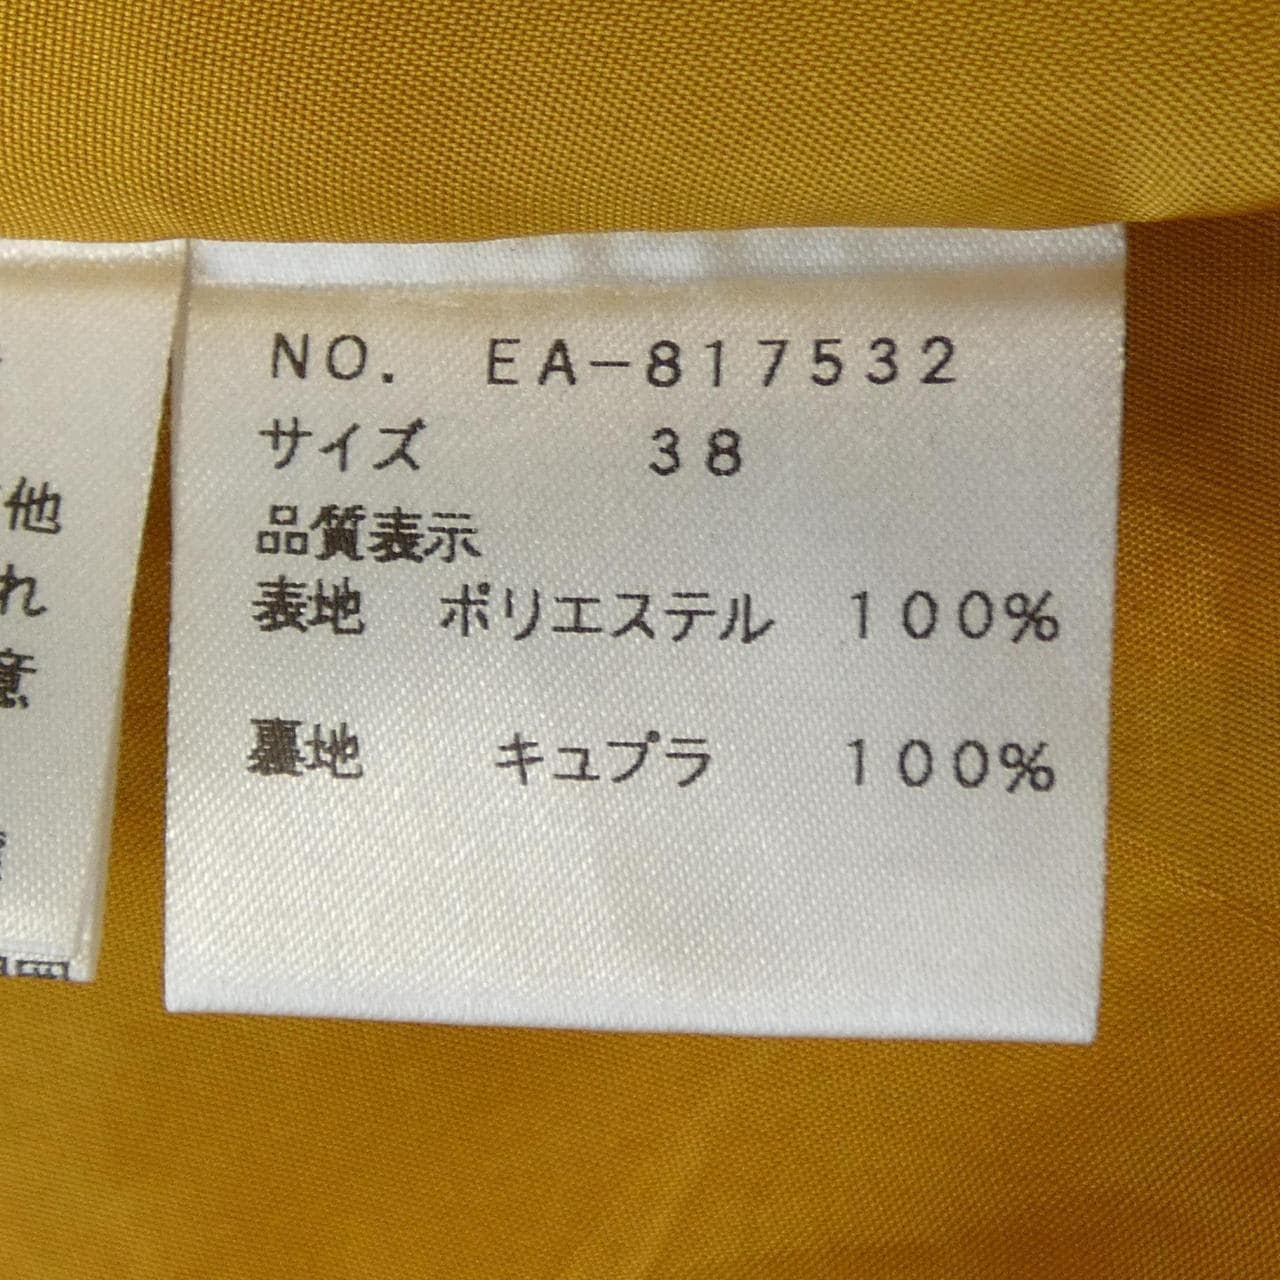 他
れ
意
NO. EA-817532
サイズ 38
品質表示
表地 ポリエステル 100%
裏地 キュプラ 100%